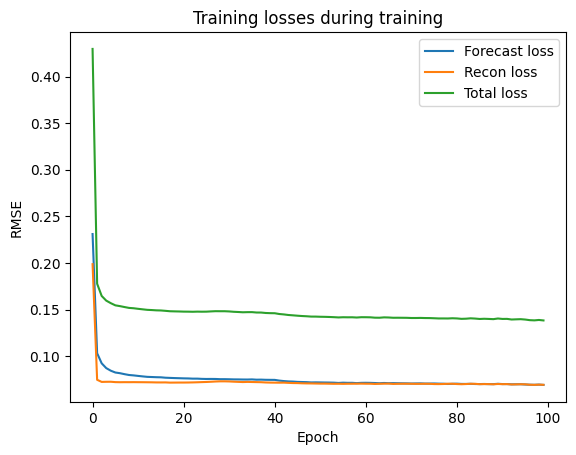 Training losses during training
Forecast loss
Recon loss
Total loss
0.40
0.35
0.30
0.25
0.20
0.15
0.10
RMSE
0 20 40 60 80 100
Epoch